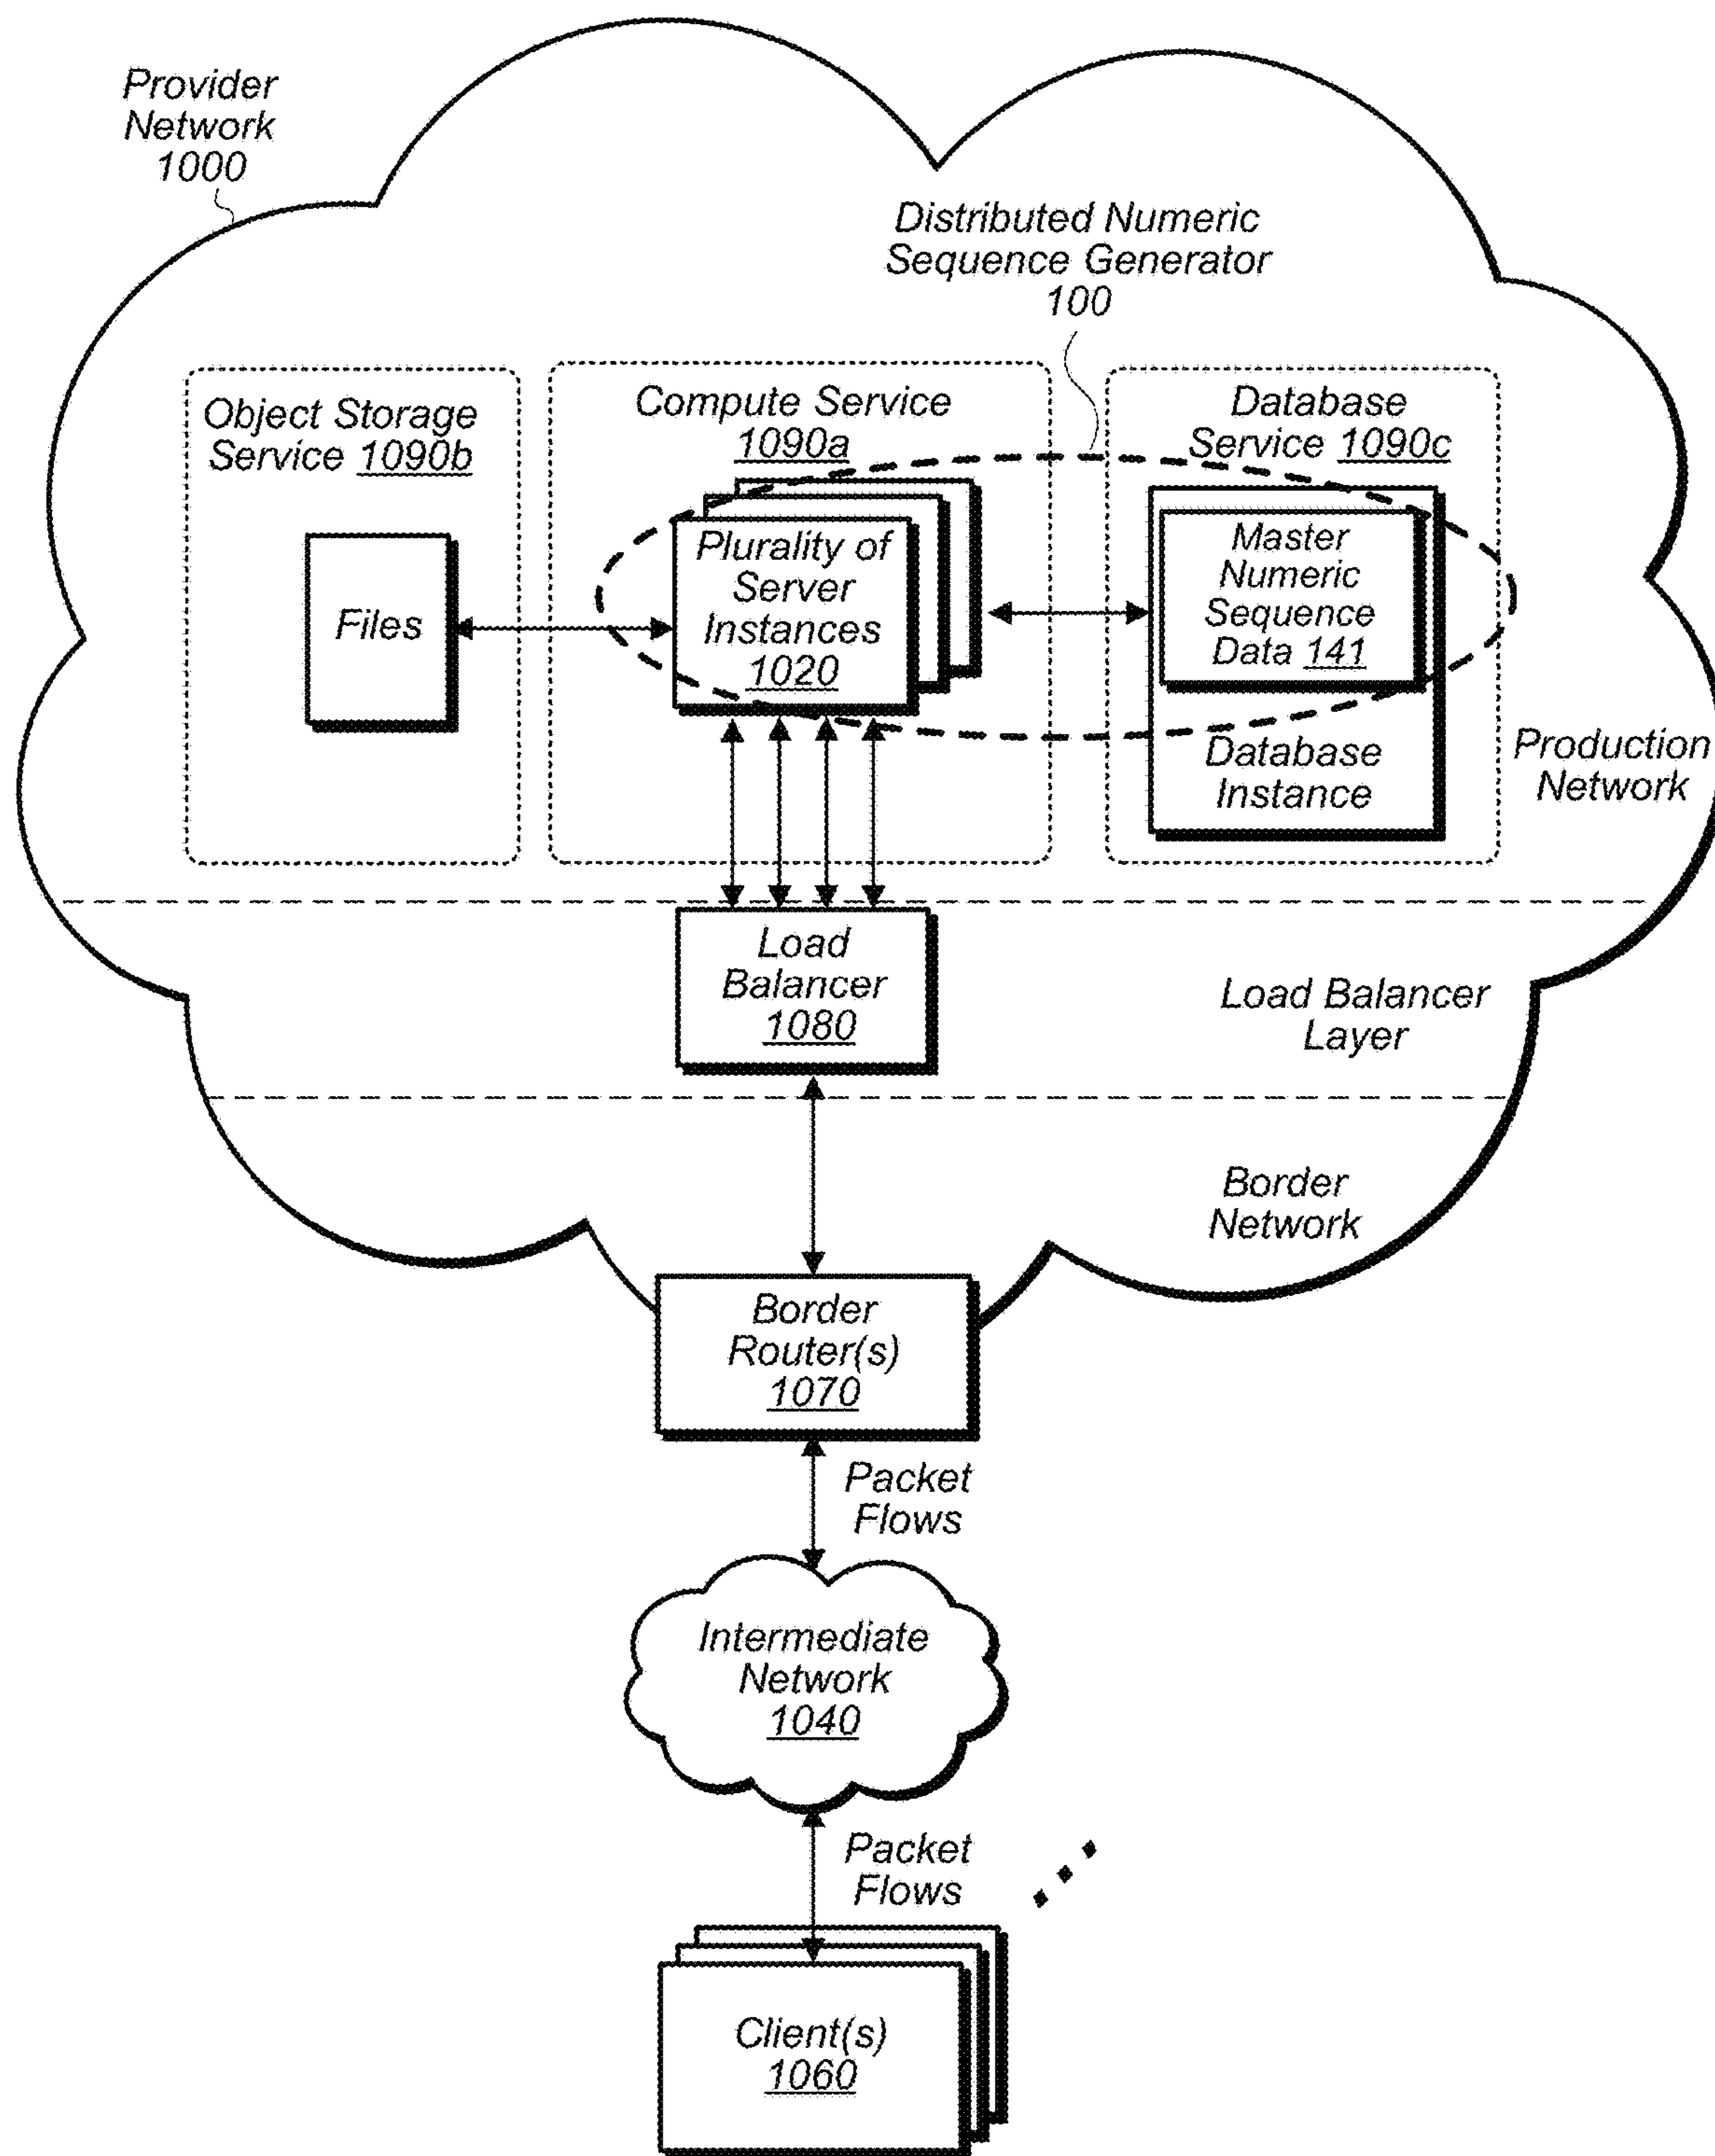 Provider
Network
1000
Distributed Numeric
Sequence Generator
100
Object Storage
Service 1090b
Compute Service
1090a
Database
Service 1090c
Files
Plurality of
Server
Instances
1020
Master
Numeric
Sequence
Data 141
Database
Instance
Production
Network
Load
Balancer
1080
Load Balancer
Layer
Border
Network
Border
Router(s)
1070
Packet
Flows
Intermediate
Network
1040
Packet
Flows
Client(s)
1060